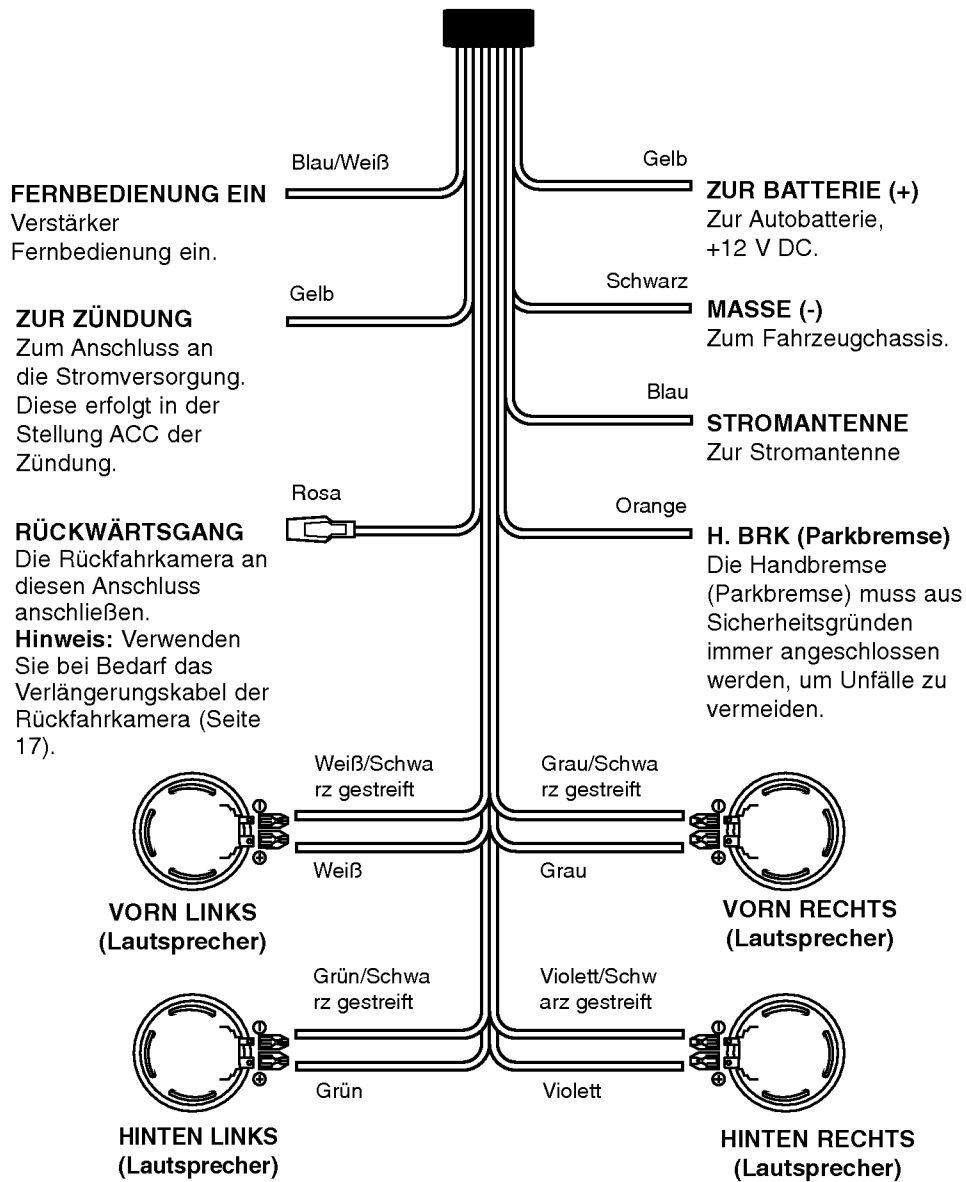 Blau/Weiß
FERNBEDIENUNG EIN
Verstärker
Fernbedienung ein.
Gelb
ZUR ZÜNDUNG
Zum Anschluss an
die Stromversorgung.
Diese erfolgt in der
Stellung ACC der
Zündung.
Rosa
RÜCKWÄRTSGANG
Die Rückfahrkamera an
diesen Anschluss
anschließen.
Hinweis: Verwenden
Sie bei Bedarf das
Verlängerungskabel der
Rückfahrkamera (Seite
17).
Gelb
ZUR BATTERIE (+)
Zur Autobatterie,
+12 V DC.
Schwarz
MASSE (-)
Zum Fahrzeugchassis.
Blau
STROMANTENNE
Zur Stromantenne
Orange
H. BRK (Parkbremse)
Die Handbremse
(Parkbremse) muss aus
Sicherheitsgründen
immer angeschlossen
werden, um Unfälle zu
vermeiden.
Weiß/Schwa
rz gestreift
Weiß
VORN LINKS
(Lautsprecher)
Grau/Schwa
rz gestreift
Grau
VORN RECHTS
(Lautsprecher)
Grün/Schwa
rz gestreift
Grün
HINTEN LINKS
(Lautsprecher)
Violett/Schw
arz gestreift
Violett
HINTEN RECHTS
(Lautsprecher)